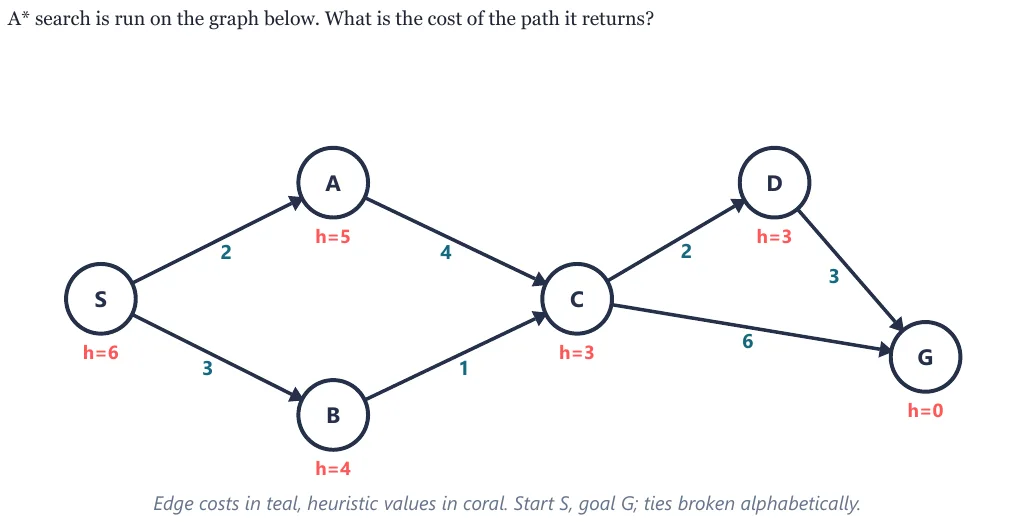 A* search is run on the graph below. What is the cost of the path it returns?
A
D
h=5
h=3
2
4
2
3
S
C
h=6
h=3
3
1
6
G
B
h=0
h=4
Edge costs in teal, heuristic values in coral. Start S, goal G; ties broken alphabetically.